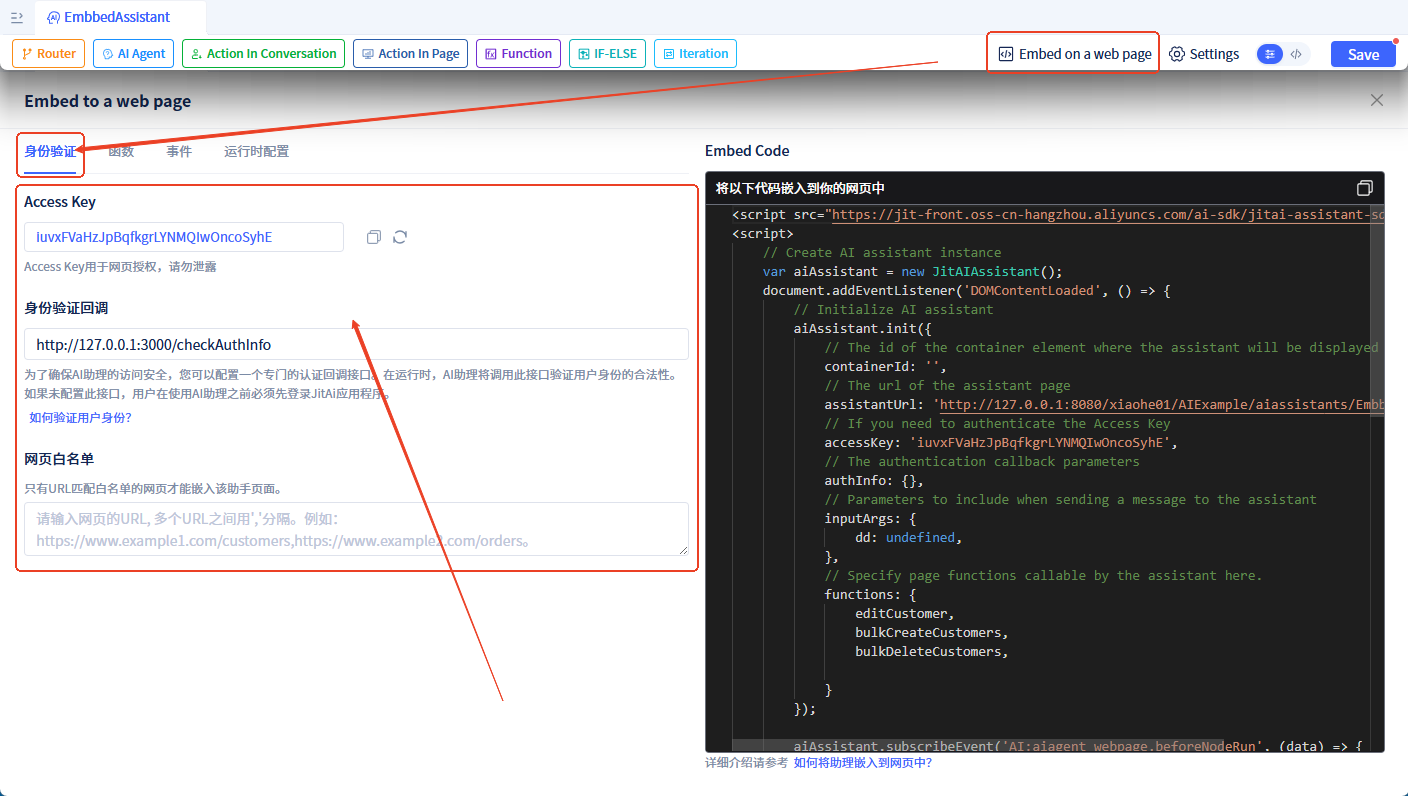 EmbbedAssistant
Router
AI Agent
Action In Conversation
Action In Page
Function
IF-ELSE
Iteration
Embed on a web page
Settings
Save
Embed to a web page
身份验证
函数
事件
运行时配置
Access Key
iuvxFVaHzJpBqfkgrLYNMQIwOncoSyhE
Access Key用于网页授权，请勿泄露
身份验证回调
http://127.0.0.1:3000/checkAuthInfo
为了确保AI助理的访问安全，您可以配置一个专门的认证回调接口。在运行时，AI助理将调用此接口验证用户身份的合法性。
如果未配置此接口，用户在使用AI助理之前必须先登录JitAi应用程序。
如何验证用户身份？
网页白名单
只有URL匹配白名单的网页才能嵌入该助手页面。
请输入网页的URL, 多个URL之间用','分隔。例如：
https://www.example1.com/customers,https://www.example2.com/orders。
Embed Code
将以下代码嵌入到你的网页中
<script src="https://jit-front.oss-cn-hangzhou.aliyuncs.com/ai-sdk/jitai-assistant-sd
<script>
// Create AI assistant instance
var aiAssistant = new JitAIAssistant();
document.addEventListener('DOMContentLoaded', () => {
// Initialize AI assistant
aiAssistant.init({
// The id of the container element where the assistant will be displayed
containerId: '',
// The url of the assistant page
assistantUrl: 'http://127.0.0.1:8080/xiaohe01/AIExample/aiassistants/Embb
// If you need to authenticate the Access Key
accessKey: 'iuvxFVaHzJpBqfkgrLYNMQIwOncoSyhE',
// The authentication callback parameters
authInfo: {},
// Parameters to include when sending a message to the assistant
inputArgs: {
dd: undefined,
},
// Specify page functions callable by the assistant here.
functions: {
editCustomer,
bulkCreateCustomers,
bulkDeleteCustomers,
}
});
aiAssistant.subscribeEvent('AI:aiagent_webpage.beforeNodeRun', (data) => {
详细介绍请参考 如何将助理嵌入到网页中？